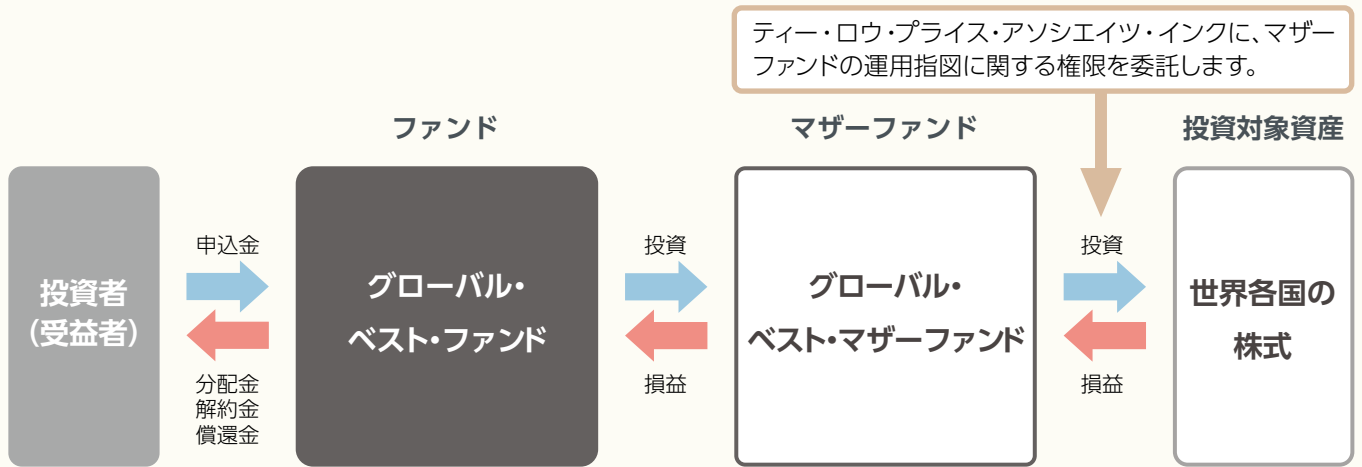 ティー・ロウ・プライス・アソシエイツ・インクに、マザー
ファンドの運用指図に関する権限を委託します。
ファンド
マザーファンド
投資対象資産
投資者
（受益者）
申込金
分配金
解約金
償還金
グローバル・
ベスト・ファンド
投資
損益
グローバル・
ベスト・マザーファンド
投資
損益
世界各国の
株式